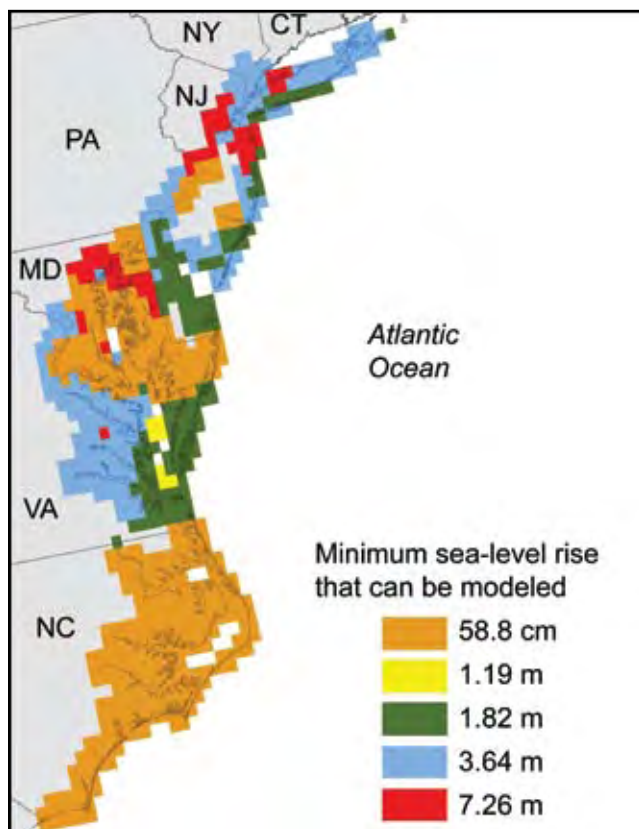 NY
CT
NJ
PA
MD
Atlantic
Ocean
VA
Minimum sea-level rise
that can be modeled
NC
58.8 cm
1.19 m
1.82 m
3.64 m
7.26 m